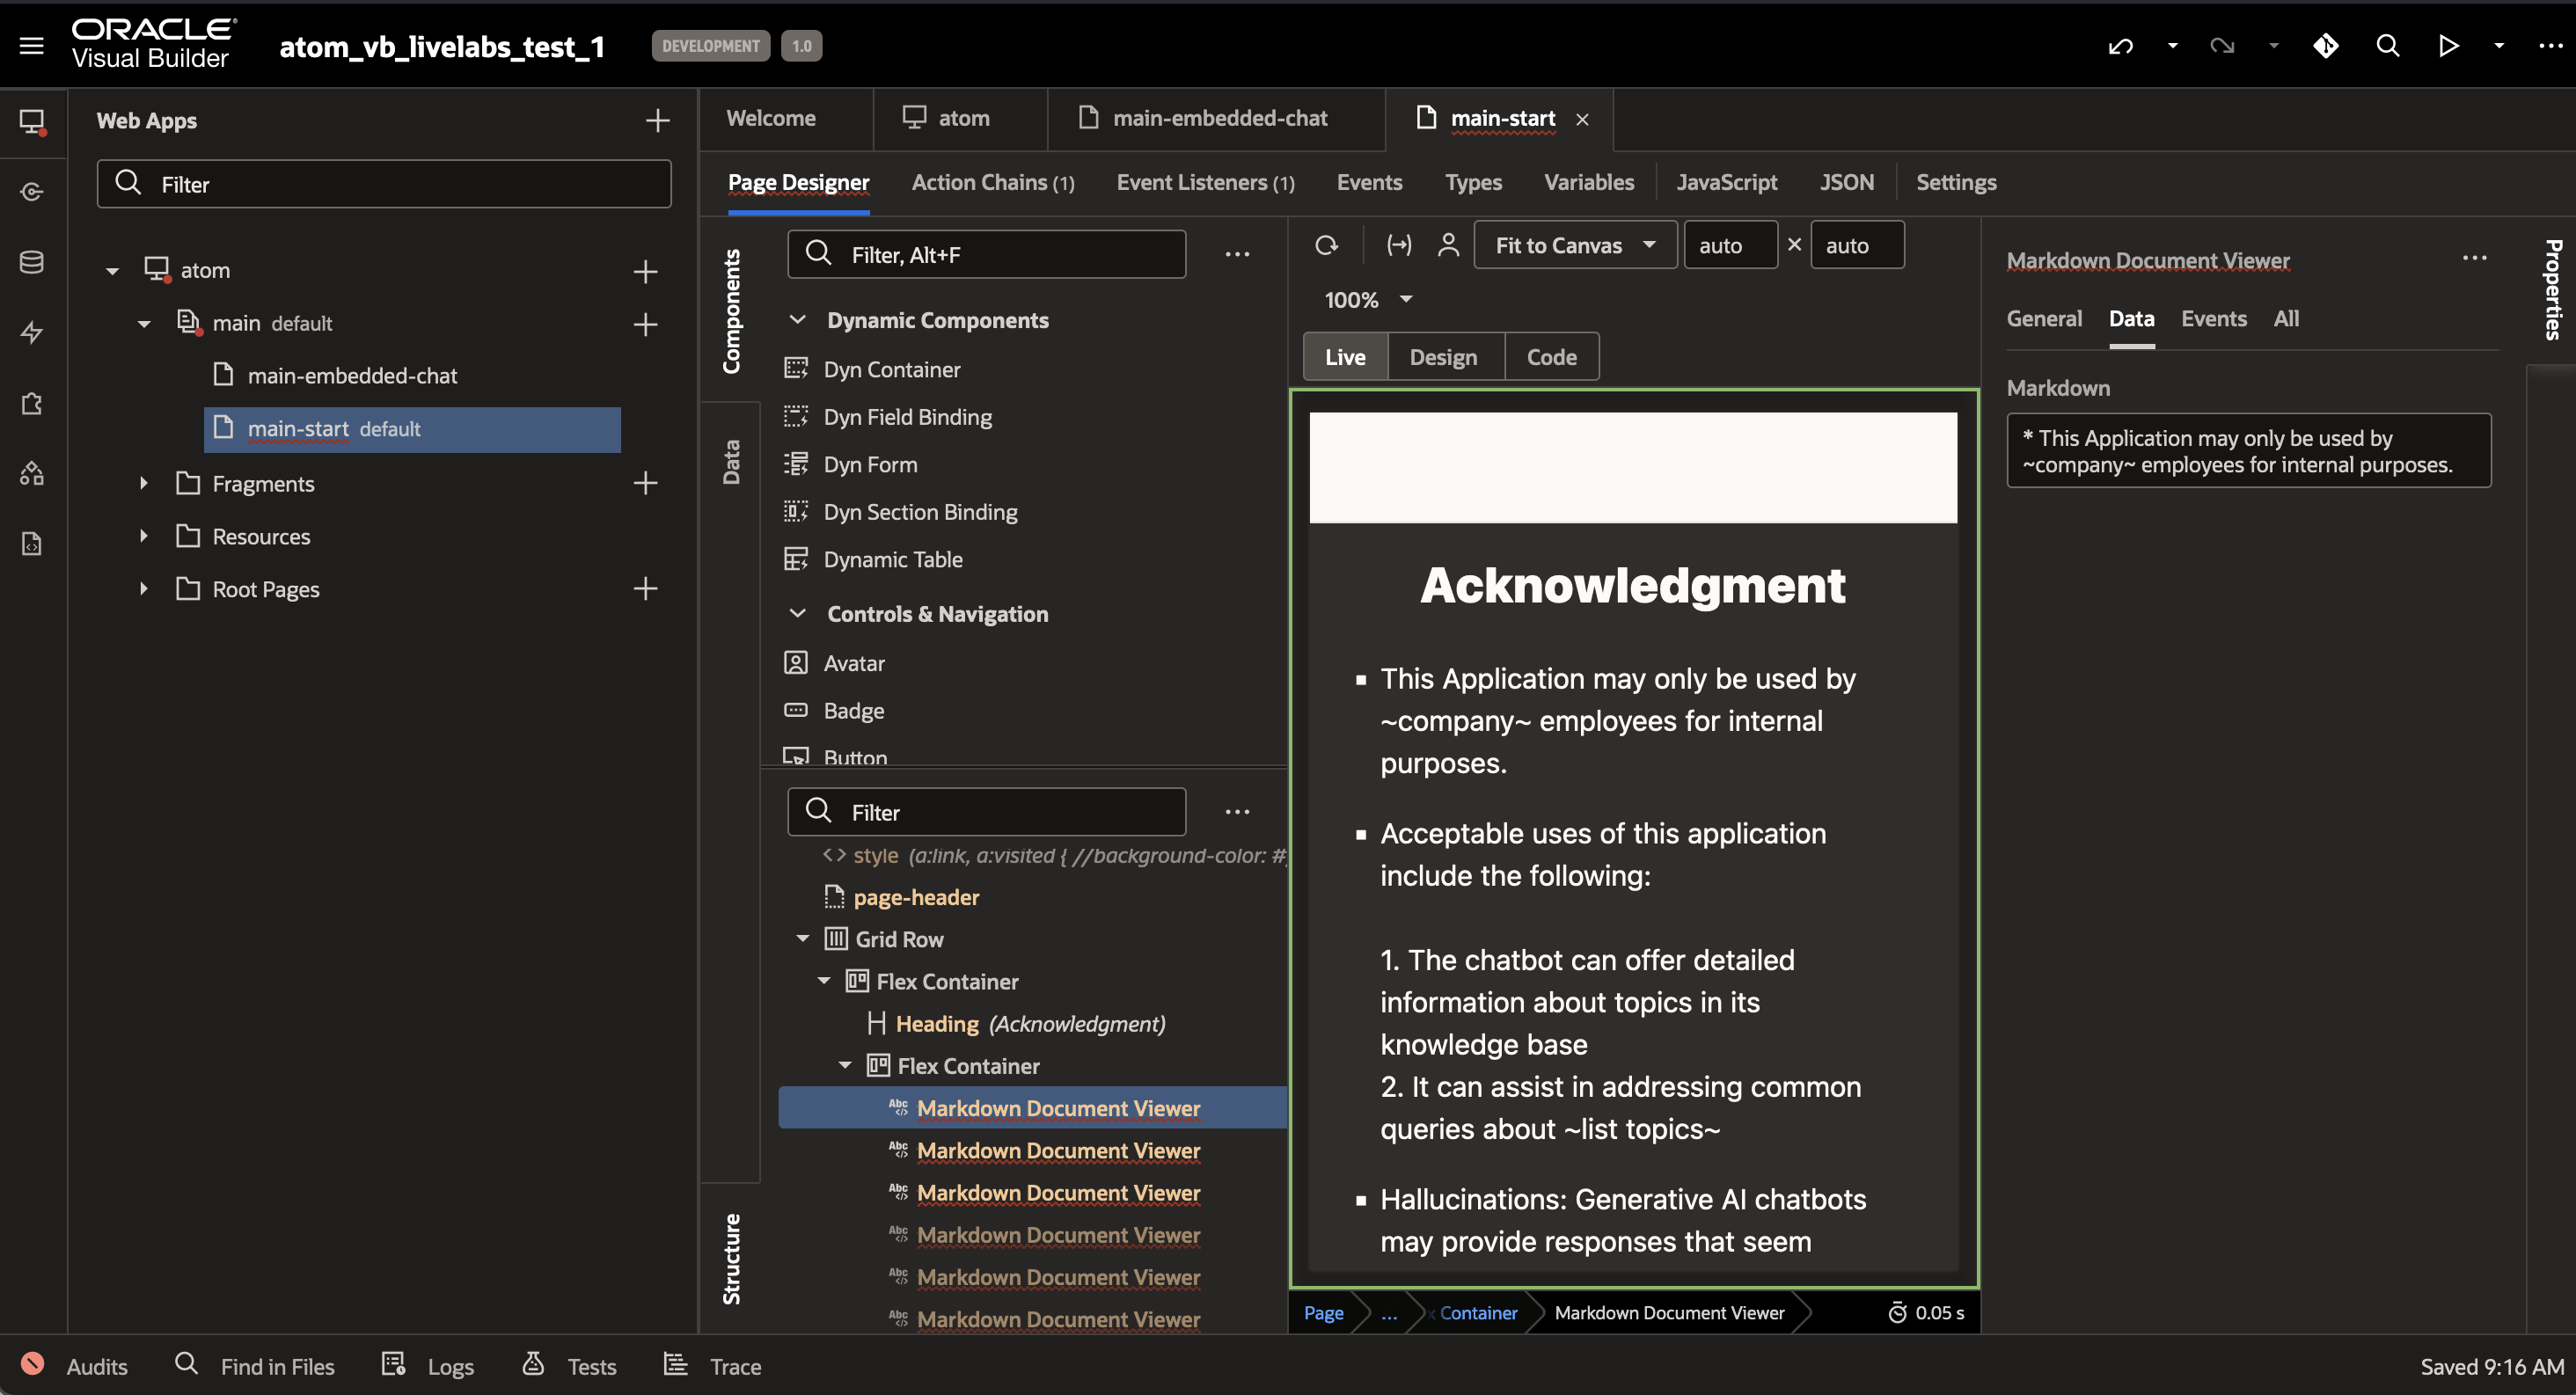 ORACLE
Visual Builder
atom_vb_livelabs_test_1
DEVELOPMENT
1.0
Web Apps
Filter
atom
main default
main-embedded-chat
main-start default
Fragments
Resources
Root Pages
Welcome
atom
main-embedded-chat
main-start
Page Designer
Action Chains (1)
Event Listeners (1)
Events
Types
Variables
JavaScript
JSON
Settings
Components
Data
Structure
Filter, Alt+F
Dynamic Components
Dyn Container
Dyn Field Binding
Dyn Form
Dyn Section Binding
Dynamic Table
Controls & Navigation
Avatar
Badge
Button
Filter
<> style (a:link, a:visited { //background-color: #
page-header
Grid Row
Flex Container
Heading (Acknowledgment)
Flex Container
Markdown Document Viewer
Markdown Document Viewer
Markdown Document Viewer
Markdown Document Viewer
Markdown Document Viewer
Markdown Document Viewer
Fit to Canvas
auto
×
auto
100%
Live
Design
Code
Acknowledgment
▪ This Application may only be used by
~company~ employees for internal
purposes.
▪ Acceptable uses of this application
include the following:
1. The chatbot can offer detailed
information about topics in its
knowledge base
2. It can assist in addressing common
queries about ~list topics~
▪ Hallucinations: Generative AI chatbots
may provide responses that seem
Page
...
Container
Markdown Document Viewer
0.05 s
Markdown Document Viewer
General
Data
Events
All
Markdown
* This Application may only be used by
~company~ employees for internal purposes.
Properties
Audits
Find in Files
Logs
Tests
Trace
Saved 9:16 AM